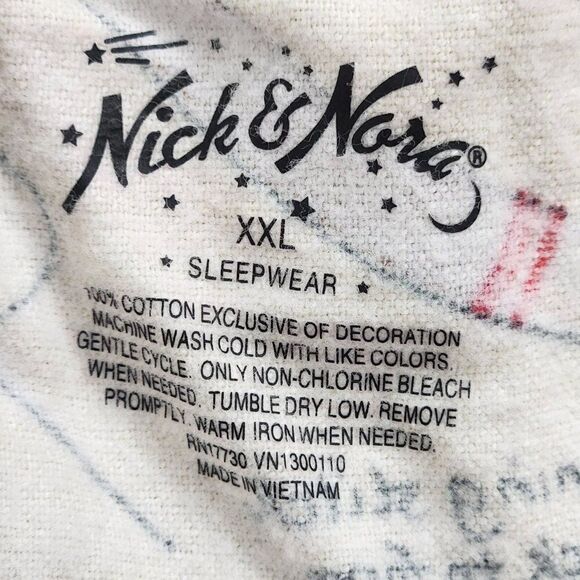 Nick & Nora®
XXL
SLEEPWEAR
100% COTTON EXCLUSIVE OF DECORATION
MACHINE WASH COLD WITH LIKE COLORS.
GENTLE CYCLE. ONLY NON-CHLORINE BLEACH
WHEN NEEDED. TUMBLE DRY LOW. REMOVE
PROMPTLY. WARM IRON WHEN NEEDED.
RN17730 VN1300110
MADE IN VIETNAM